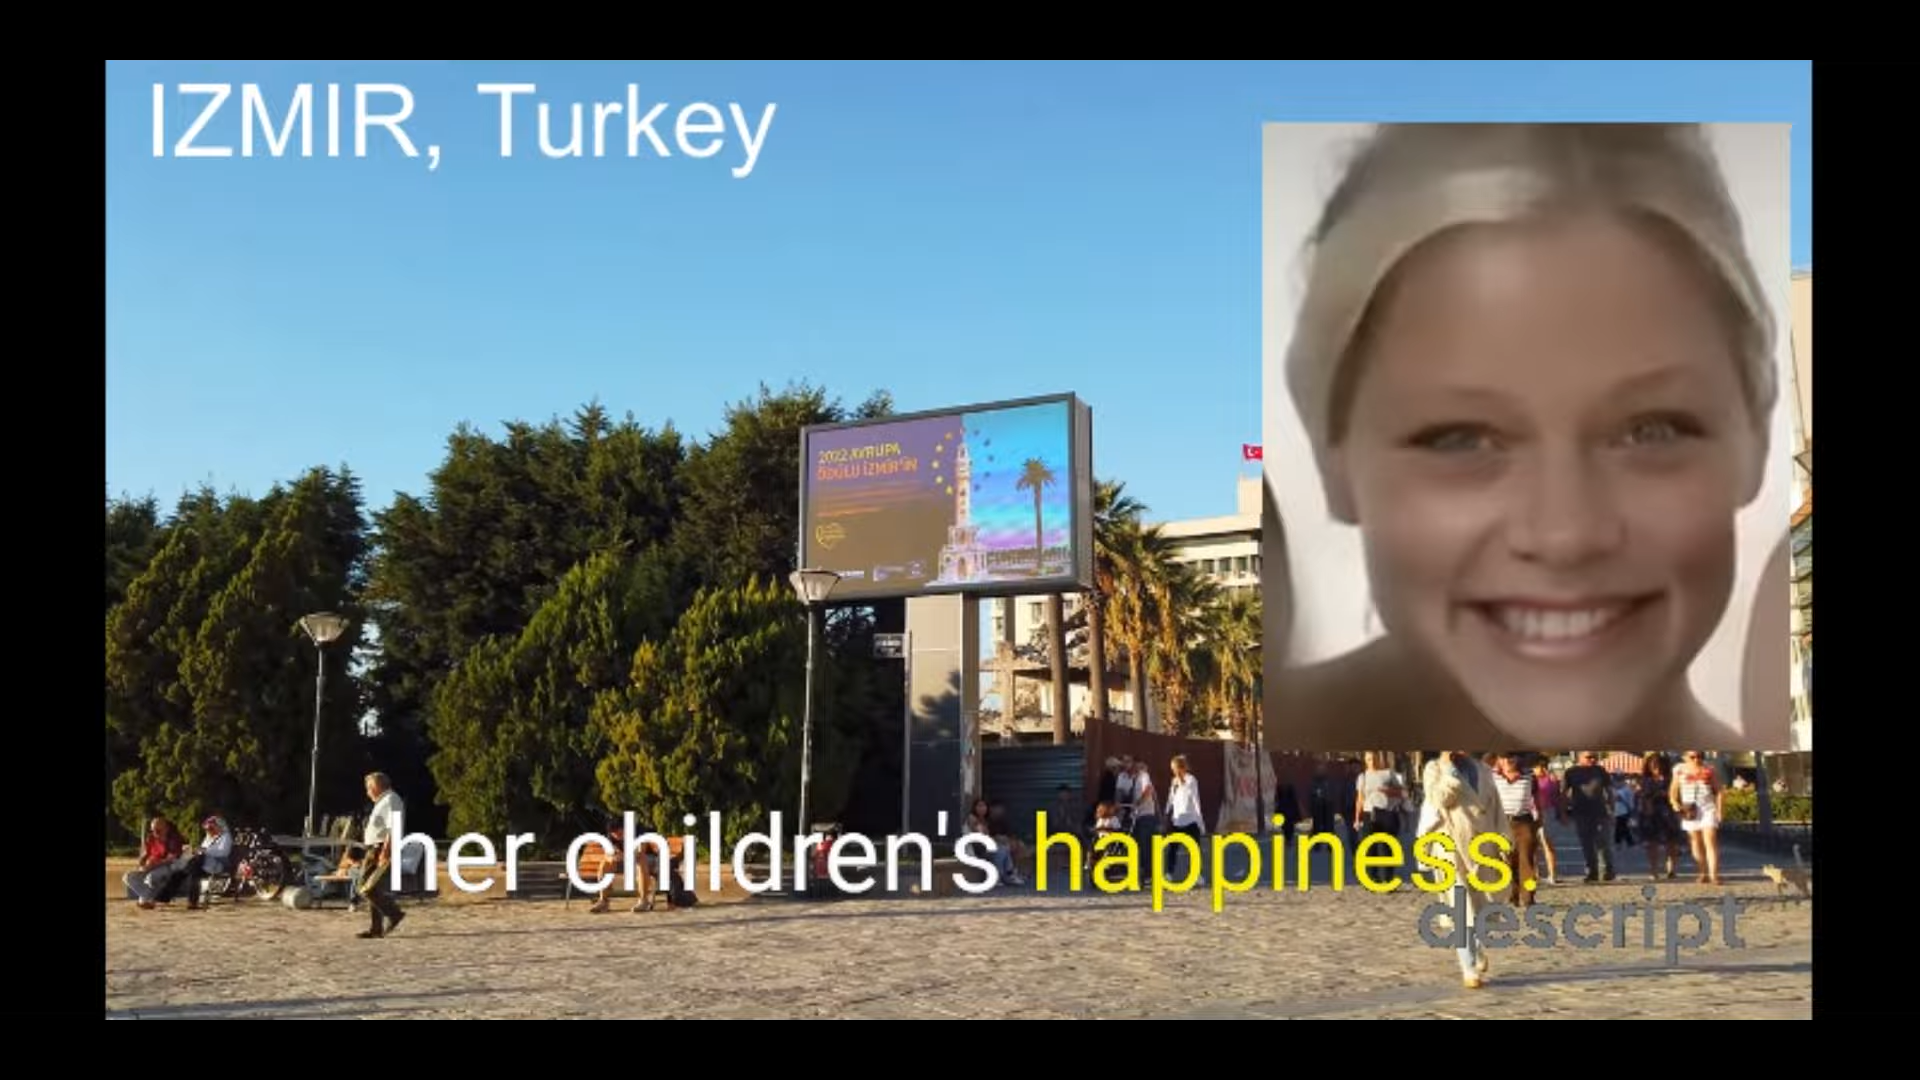 IZMIR, Turkey
2022 AVRUPA
ÖDÜLÜ İZMİR'İN
her children's happiness.
descript